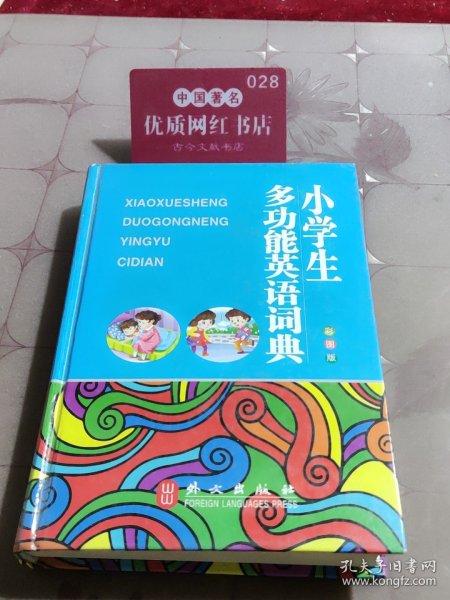 028
中国著名
优质网红书店
古今文献书店
XIAOXUESHENG
DUOGONGNENG
YINGYU
CIDIAN
小学生
多功能英语词典
彩图版
外文出版社
FOREIGN LANGUAGES PRESS
孔夫子旧书网
www.kongfz.com